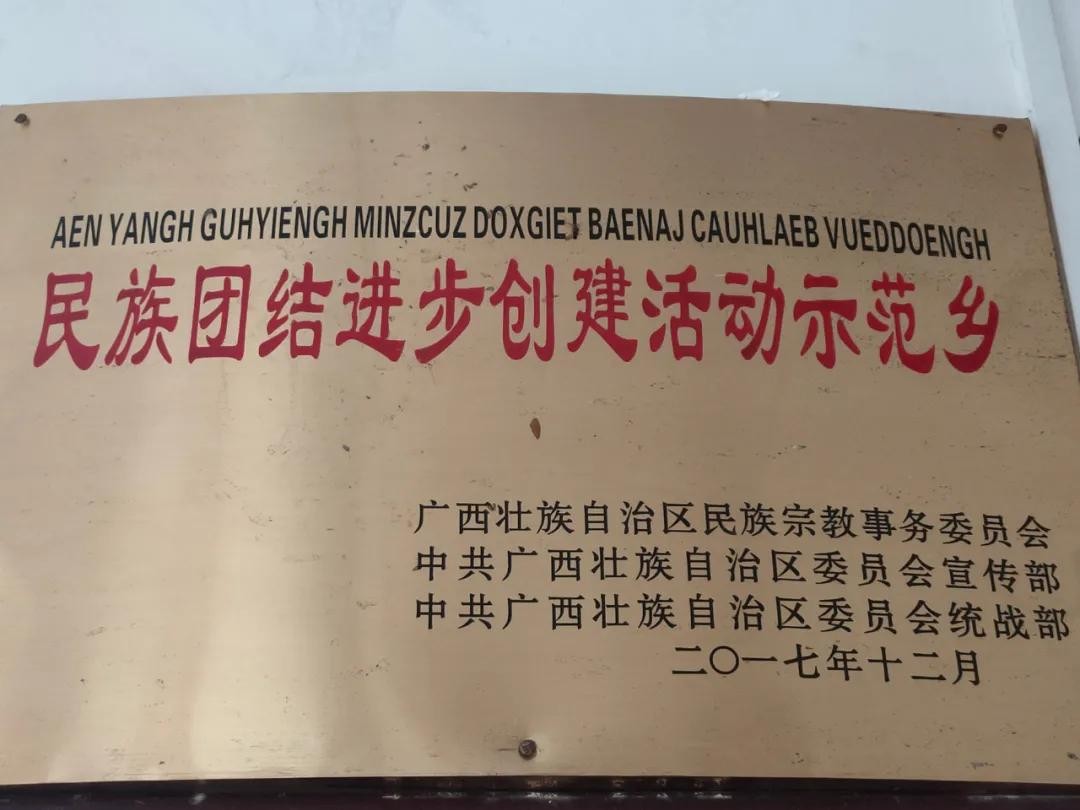 AEN YANGH GUHYIENGH MINZCUZ DOXGIET BAENAJ CAUHLAEB VUEDDOENGH
民族团结进步创建活动示范乡
广西壮族自治区民族宗教事务委员会
中共广西壮族自治区委员会宣传部
中共广西壮族自治区委员会统战部
二〇一七年十二月